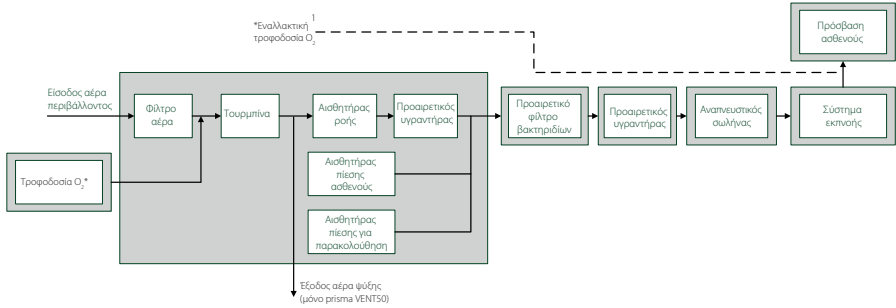 *Εναλλακτική 1
τροφοδοσία O2
Πρόσβαση
ασθενούς
Είσοδος αέρα
περιβάλλοντος
Φίλτρο
αέρα
Τουρμπίνα
Αισθητήρας
ροής
Προαιρετικός
υγραντήρας
Προαιρετικό
φίλτρο
βακτηριδίων
Προαιρετικός
υγραντήρας
Αναπνευστικός
σωλήνας
Σύστημα
εκπνοής
Τροφοδοσία O2*
Αισθητήρας
πίεσης
ασθενούς
Αισθητήρας
πίεσης για
παρακολούθηση
Έξοδος αέρα ψύξης
(μόνο prisma VENT50)